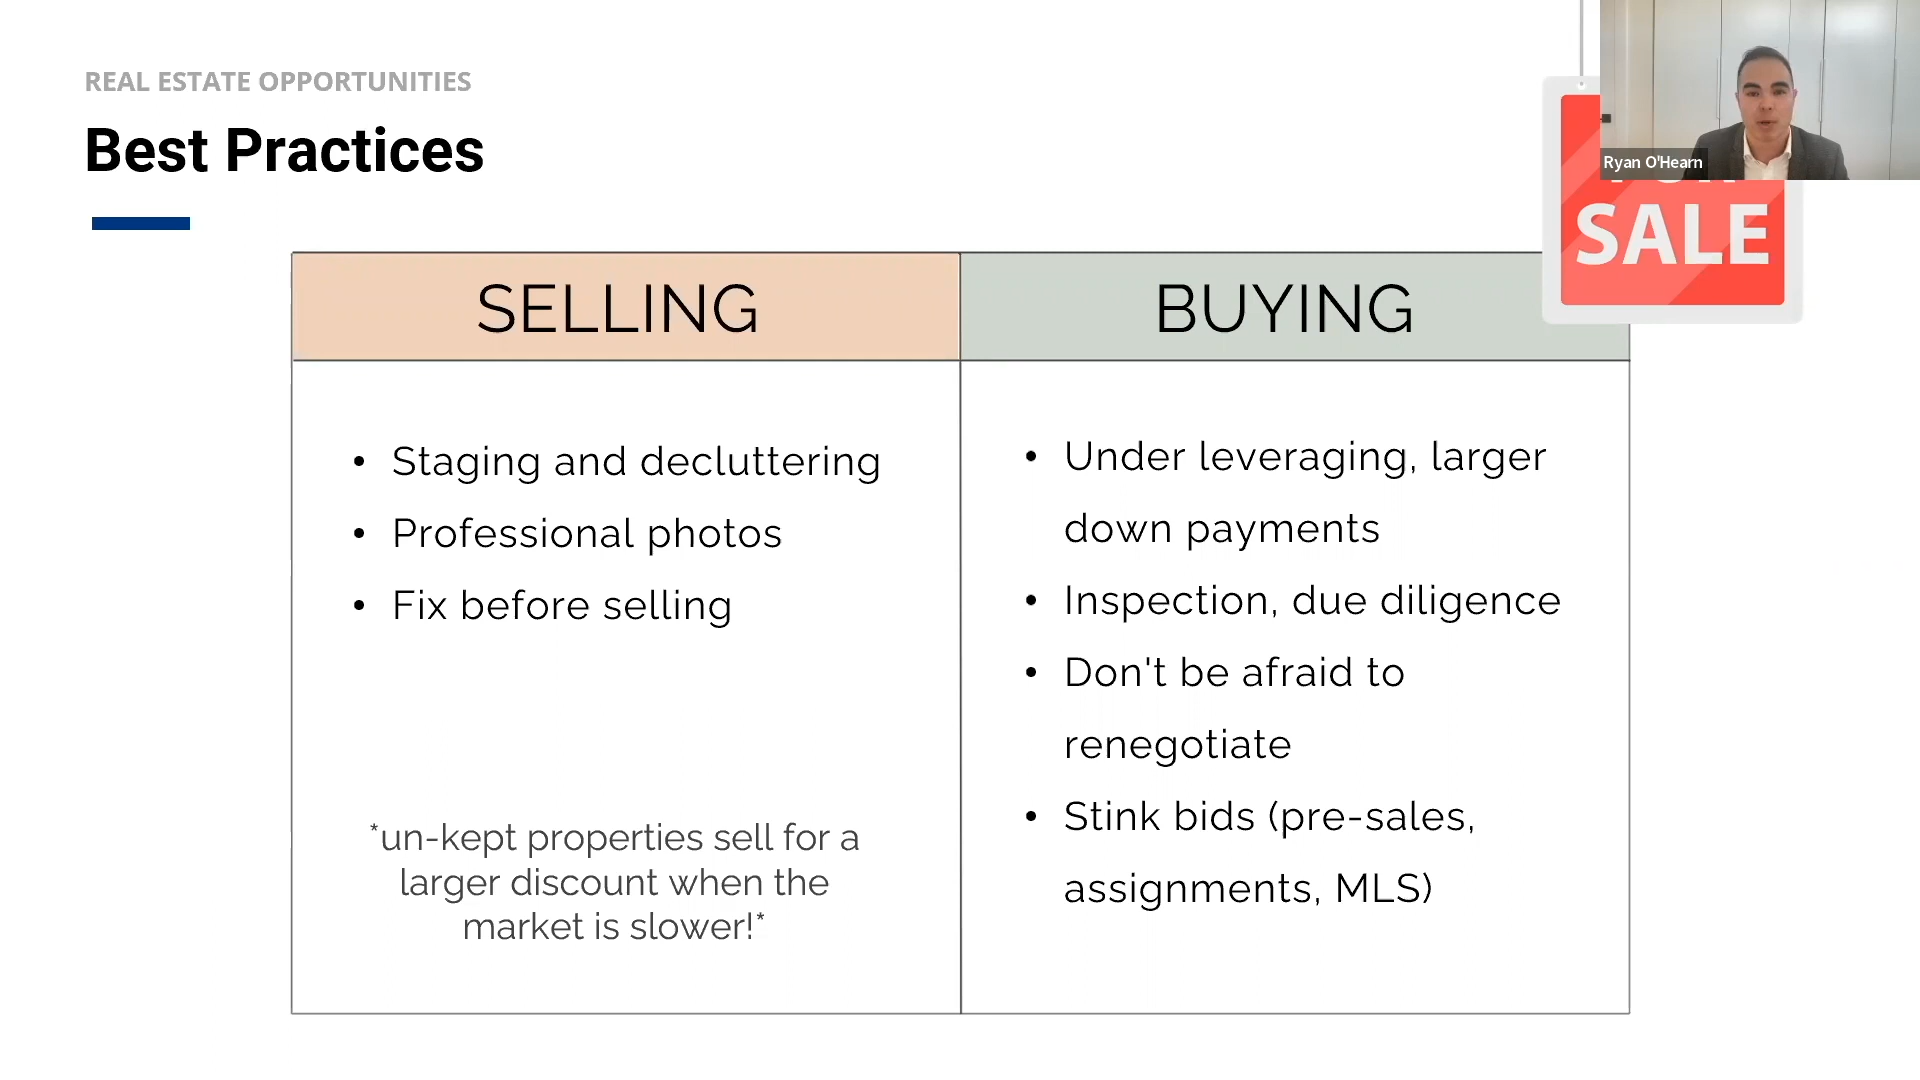 REAL ESTATE OPPORTUNITIES
Best Practices
Ryan O'Hearn
SALE
SELLING
BUYING
• Staging and decluttering
• Professional photos
• Fix before selling
*un-kept properties sell for a
larger discount when the
market is slower!*
• Under leveraging, larger
down payments
• Inspection, due diligence
• Don't be afraid to
renegotiate
• Stink bids (pre-sales,
assignments, MLS)